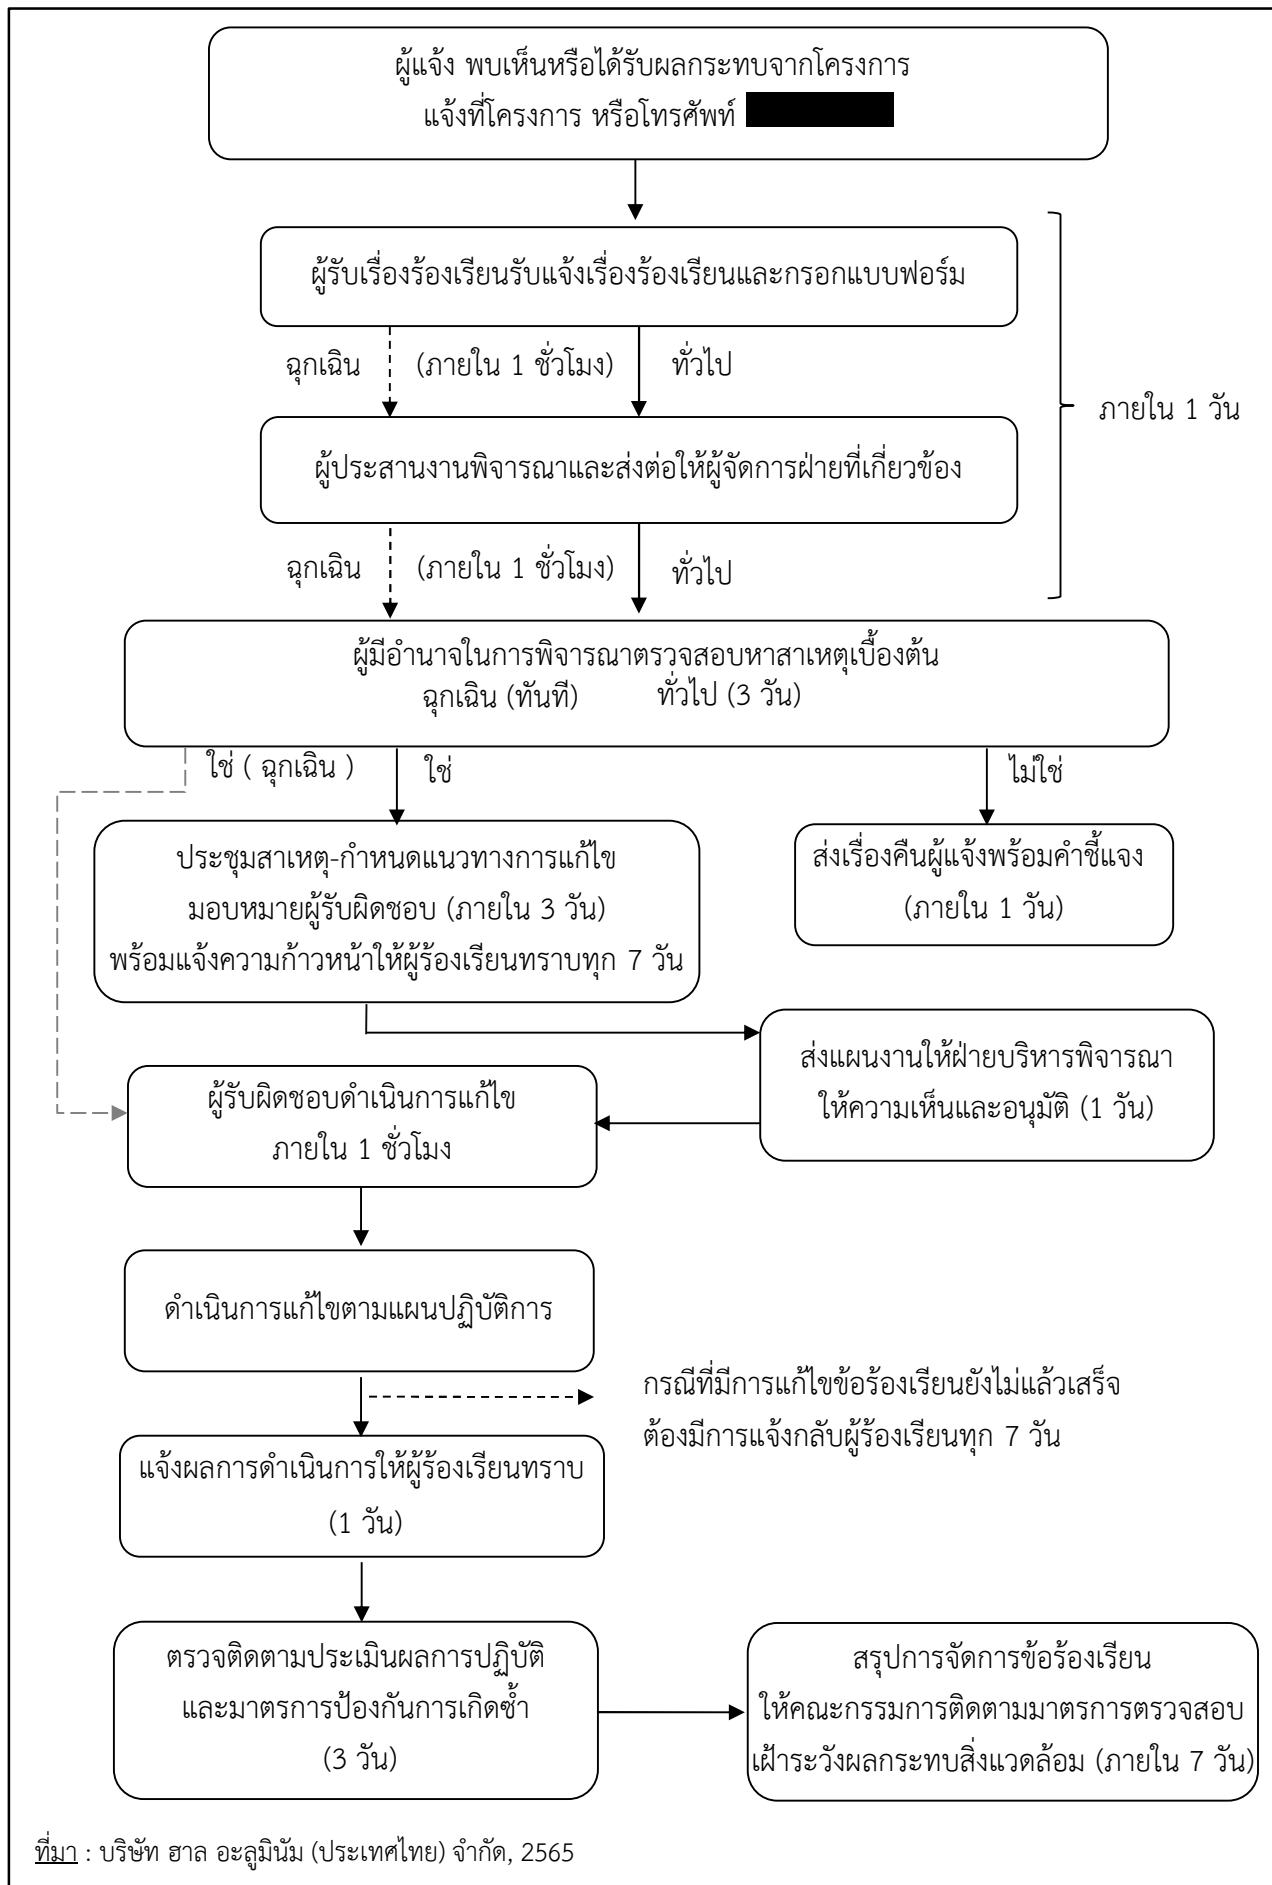 ผู้แจ้ง พบเห็นหรือได้รับผลกระทบจากโครงการ
แจ้งที่โครงการ หรือโทรศัพท์
ผู้รับเรื่องร้องเรียนรับแจ้งเรื่องร้องเรียนและกรอกแบบฟอร์ม
ฉุกเฉิน (ภายใน 1 ชั่วโมง) ทั่วไป
ภายใน 1 วัน
ผู้ประสานงานพิจารณาและส่งต่อให้ผู้จัดการฝ่ายที่เกี่ยวข้อง
ฉุกเฉิน (ภายใน 1 ชั่วโมง) ทั่วไป
ผู้มีอำนาจในการพิจารณาตรวจสอบหาสาเหตุเบื้องต้น
ฉุกเฉิน (ทันที) ทั่วไป (3 วัน)
ใช่ ( ฉุกเฉิน ) ใช่ ไม่ใช่
ประชุมสาเหตุ-กำหนดแนวทางการแก้ไข
มอบหมายผู้รับผิดชอบ (ภายใน 3 วัน)
พร้อมแจ้งความก้าวหน้าให้ผู้ร้องเรียนทราบทุก 7 วัน
ส่งเรื่องคืนผู้แจ้งพร้อมคำชี้แจง
(ภายใน 1 วัน)
ส่งแผนงานให้ฝ่ายบริหารพิจารณา
ให้ความเห็นและอนุมัติ (1 วัน)
ผู้รับผิดชอบดำเนินการแก้ไข
ภายใน 1 ชั่วโมง
ดำเนินการแก้ไขตามแผนปฏิบัติการ
กรณีที่มีการแก้ไขข้อร้องเรียนยังไม่แล้วเสร็จ
ต้องมีการแจ้งกลับผู้ร้องเรียนทุก 7 วัน
แจ้งผลการดำเนินการให้ผู้ร้องเรียนทราบ
(1 วัน)
ตรวจติดตามประเมินผลการปฏิบัติ
และมาตรการป้องกันการเกิดซ้ำ
(3 วัน)
สรุปการจัดการข้อร้องเรียน
ให้คณะกรรมการติดตามมาตรการตรวจสอบ
เฝ้าระวังผลกระทบสิ่งแวดล้อม (ภายใน 7 วัน)
ที่มา : บริษัท ฮาล อะลูมินัม (ประเทศไทย) จำกัด, 2565